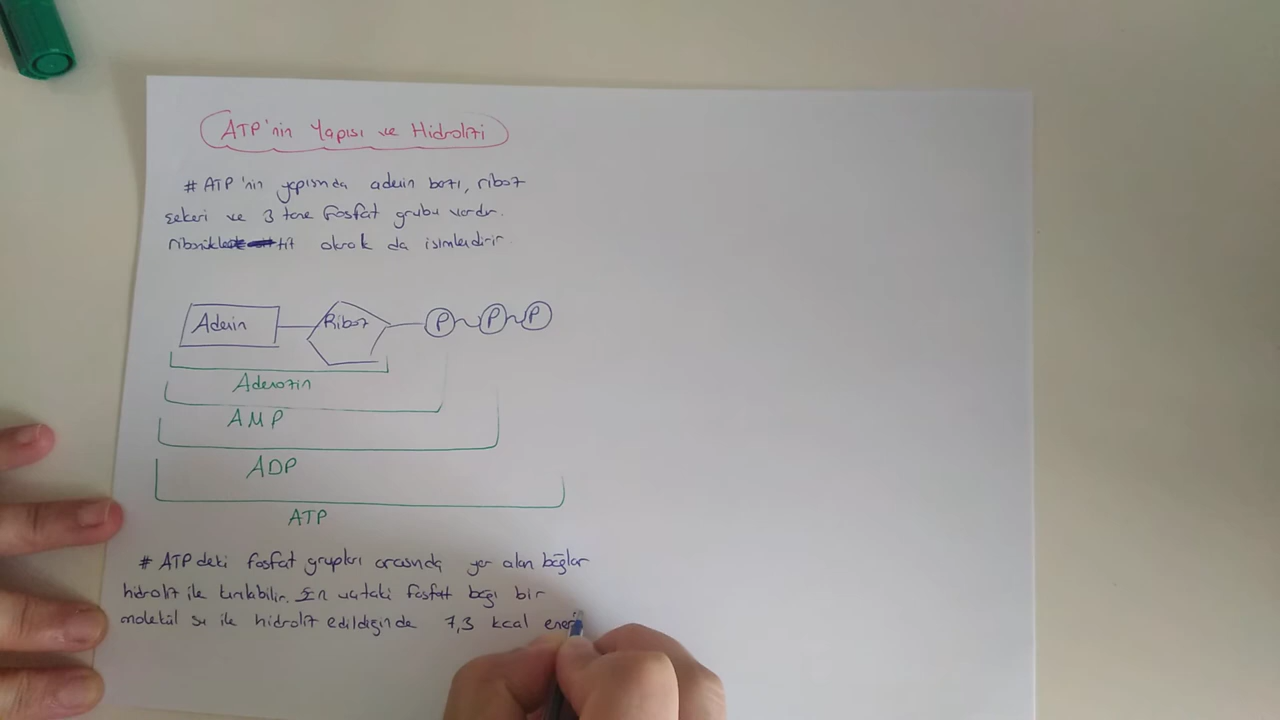 ATP'nin Yapısı ve Hidrolizi
# ATP'nin yapısında adenin bazı, riboz
şekeri ve 3 tane fosfat grubu vardır.
olarak da isimlendirir.
Adenin Riboz P P P
Adenozin
AMP
ADP
ATP
# ATP deki fosfat grupları arasında yer alan bağlar
hidroliz ile kırılabilir. En uçtaki fosfat bağı bir
molekül su ile hidroliz edildiğinde 7,3 kcal ener